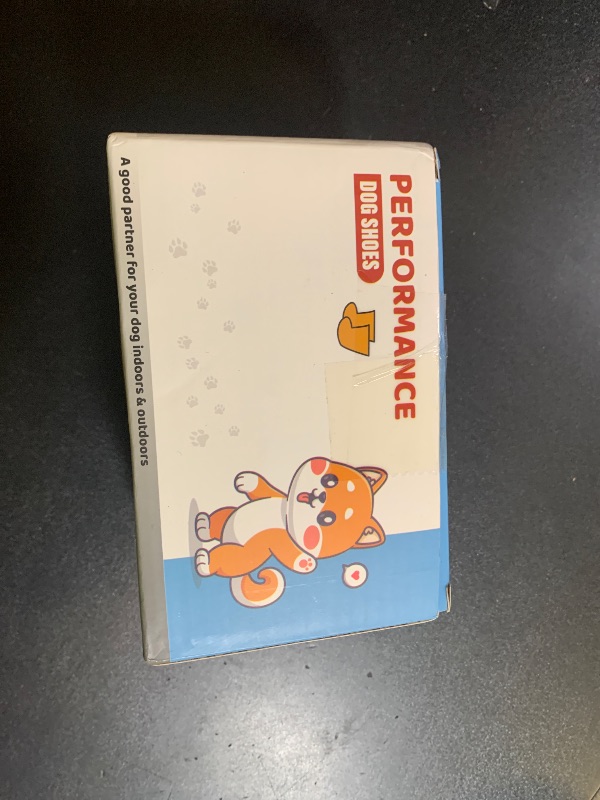 PERFORMANCE
DOG SHOES
A good partner for your dog indoors & outdoors